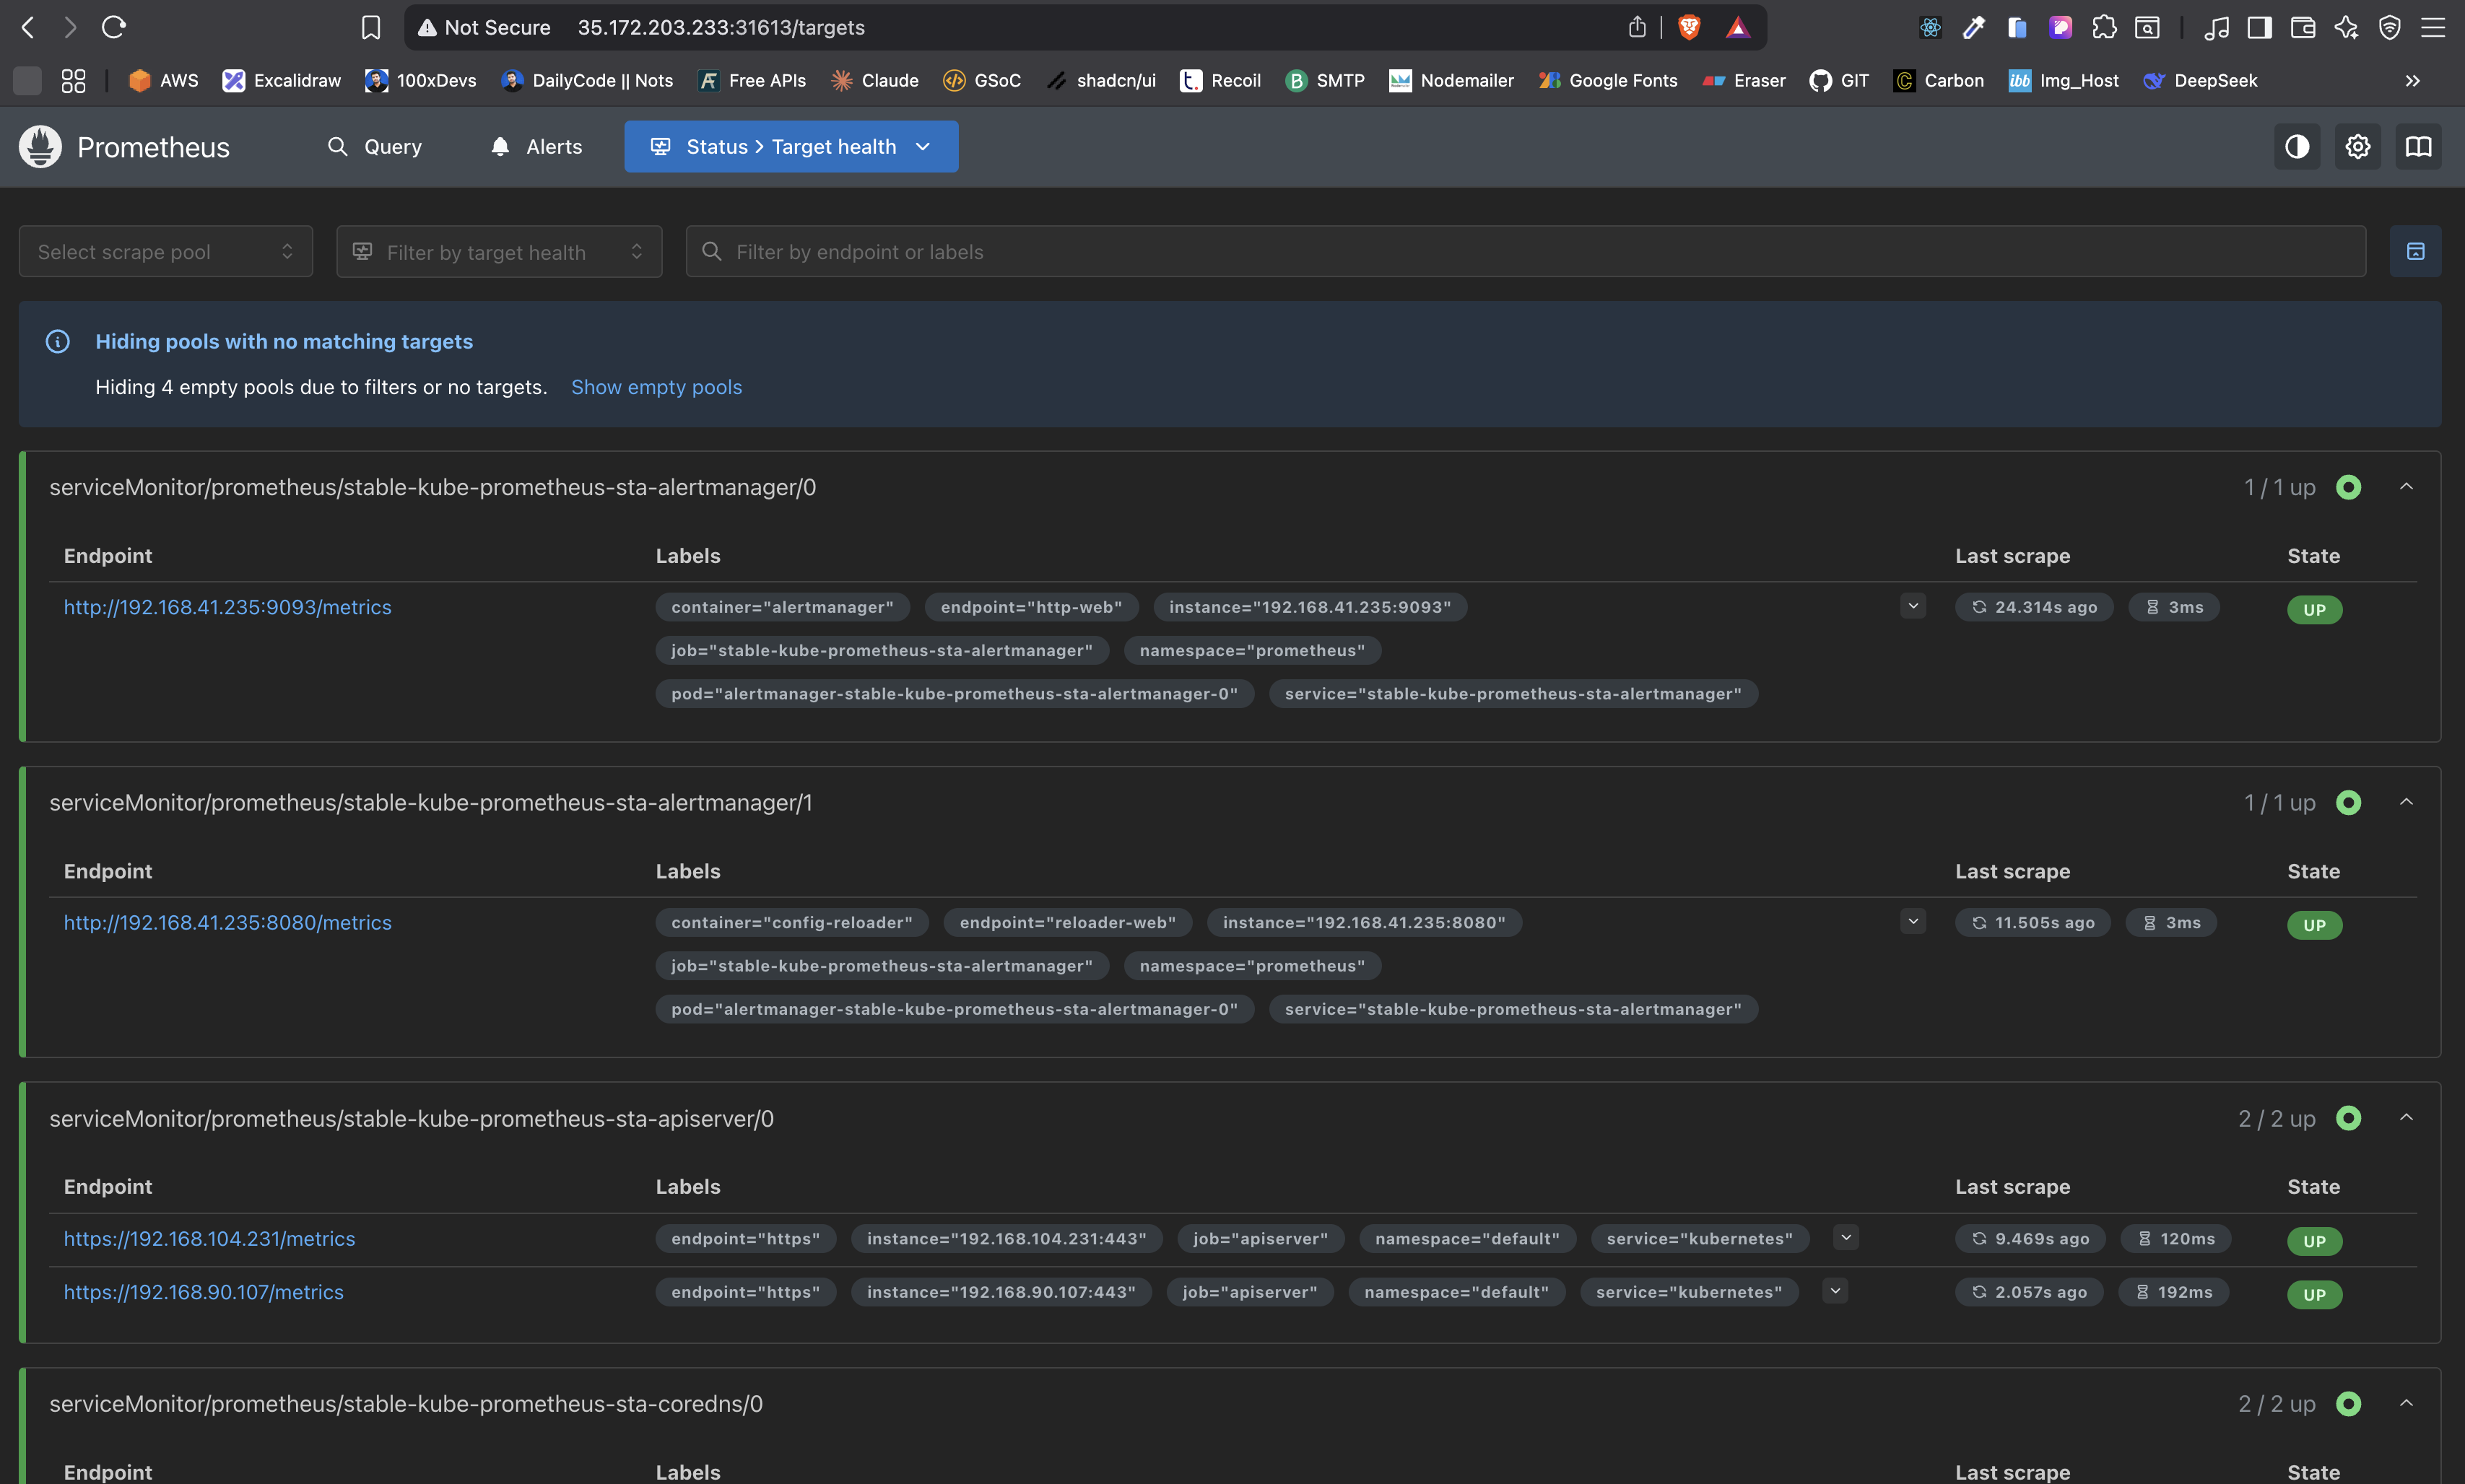 Not Secure 35.172.203.233:31613/targets
AWS Excalidraw 100xDevs DailyCode || Nots Free APIs Claude GSoC shadcn/ui Recoil SMTP Nodemailer Google Fonts Eraser GIT Carbon Img_Host DeepSeek
Prometheus Query Alerts Status > Target health
Select scrape pool Filter by target health Filter by endpoint or labels
Hiding pools with no matching targets
Hiding 4 empty pools due to filters or no targets. Show empty pools
serviceMonitor/prometheus/stable-kube-prometheus-sta-alertmanager/0 1 / 1 up
Endpoint Labels Last scrape State
http://192.168.41.235:9093/metrics container="alertmanager" endpoint="http-web" instance="192.168.41.235:9093" 24.314s ago 3ms UP
job="stable-kube-prometheus-sta-alertmanager" namespace="prometheus"
pod="alertmanager-stable-kube-prometheus-sta-alertmanager-0" service="stable-kube-prometheus-sta-alertmanager"
serviceMonitor/prometheus/stable-kube-prometheus-sta-alertmanager/1 1 / 1 up
Endpoint Labels Last scrape State
http://192.168.41.235:8080/metrics container="config-reloader" endpoint="reloader-web" instance="192.168.41.235:8080" 11.505s ago 3ms UP
job="stable-kube-prometheus-sta-alertmanager" namespace="prometheus"
pod="alertmanager-stable-kube-prometheus-sta-alertmanager-0" service="stable-kube-prometheus-sta-alertmanager"
serviceMonitor/prometheus/stable-kube-prometheus-sta-apiserver/0 2 / 2 up
Endpoint Labels Last scrape State
https://192.168.104.231/metrics endpoint="https" instance="192.168.104.231:443" job="apiserver" namespace="default" service="kubernetes" 9.469s ago 120ms UP
https://192.168.90.107/metrics endpoint="https" instance="192.168.90.107:443" job="apiserver" namespace="default" service="kubernetes" 2.057s ago 192ms UP
serviceMonitor/prometheus/stable-kube-prometheus-sta-coredns/0 2 / 2 up
Endpoint Labels Last scrape State